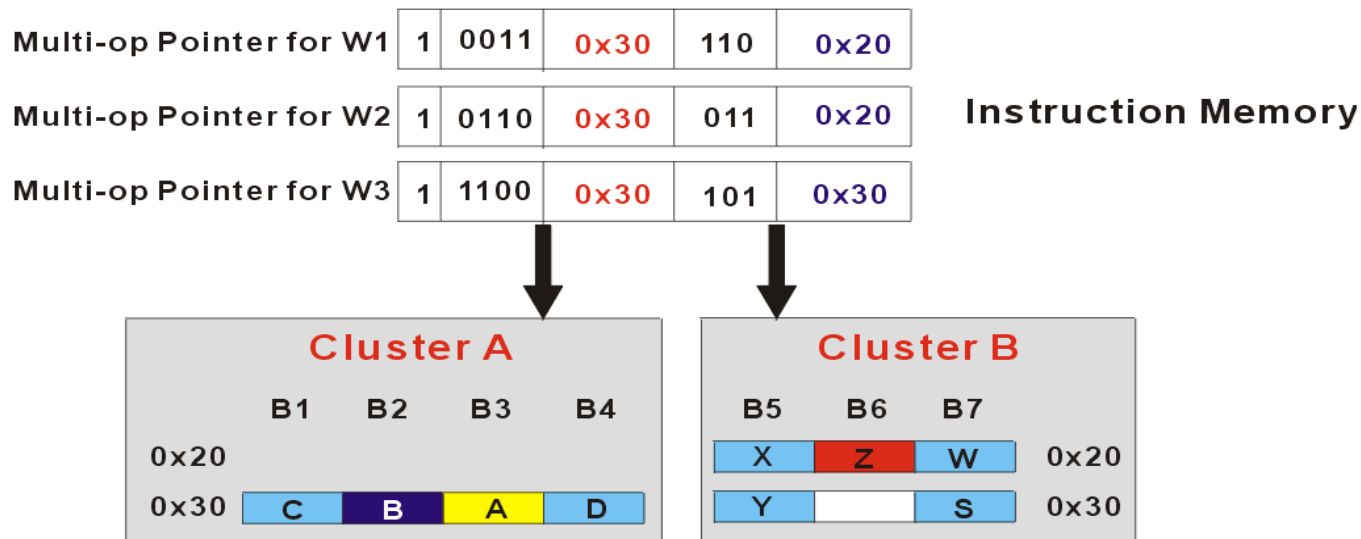 Multi-op Pointer for W1 1 0011 0x30 110 0x20
Multi-op Pointer for W2 1 0110 0x30 011 0x20 Instruction Memory
Multi-op Pointer for W3 1 1100 0x30 101 0x30
Cluster A Cluster B
B1 B2 B3 B4 B5 B6 B7
0x20 X Z W 0x20
0x30 C B A D Y S 0x30